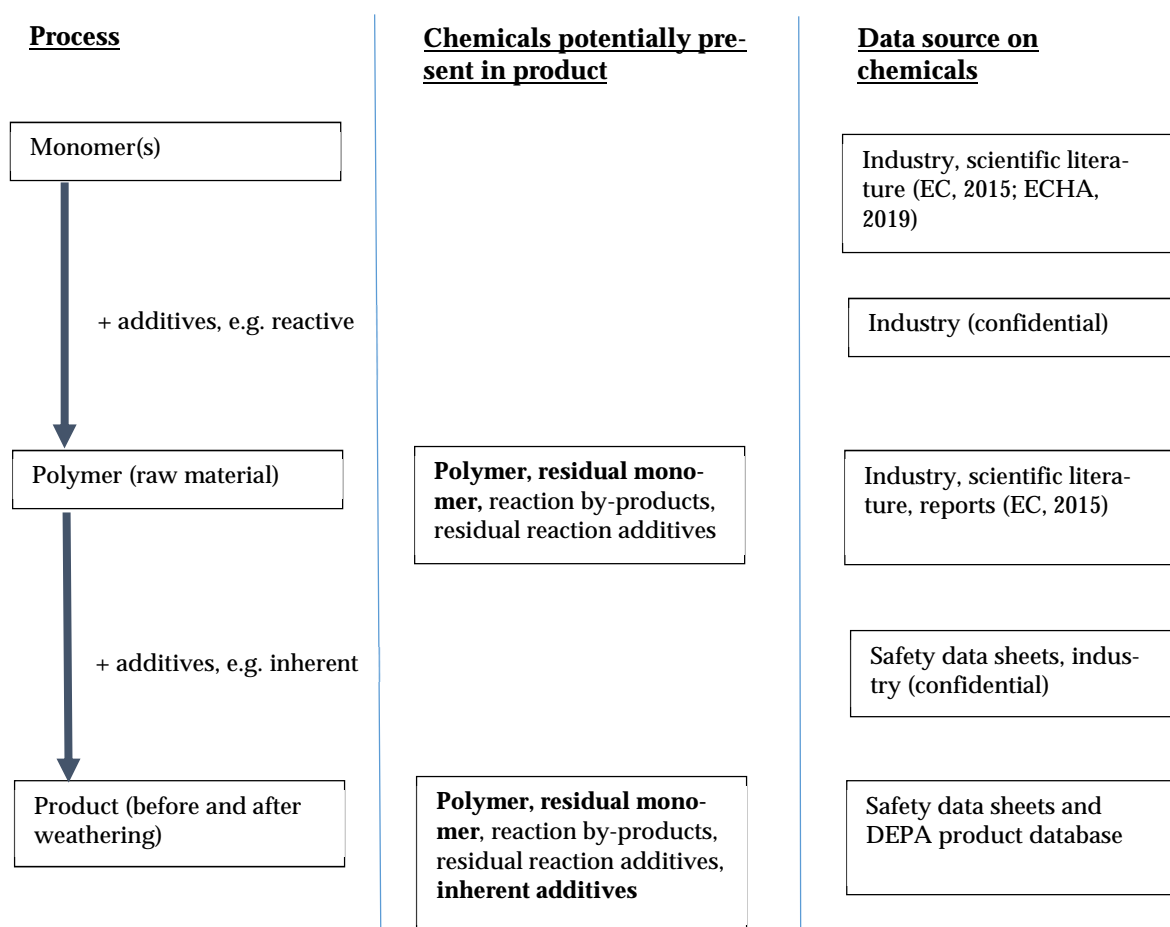 Process
Chemicals potentially pre-
sent in product
Data source on
chemicals
Monomer(s)
Industry, scientific litera-
ture (EC, 2015; ECHA,
2019)
+ additives, e.g. reactive
Industry (confidential)
Polymer (raw material)
Polymer, residual mono-
mer, reaction by-products,
residual reaction additives
Industry, scientific litera-
ture, reports (EC, 2015)
+ additives, e.g. inherent
Safety data sheets, indus-
try (confidential)
Product (before and after
weathering)
Polymer, residual mono-
mer, reaction by-products,
residual reaction additives,
inherent additives
Safety data sheets and
DEPA product database